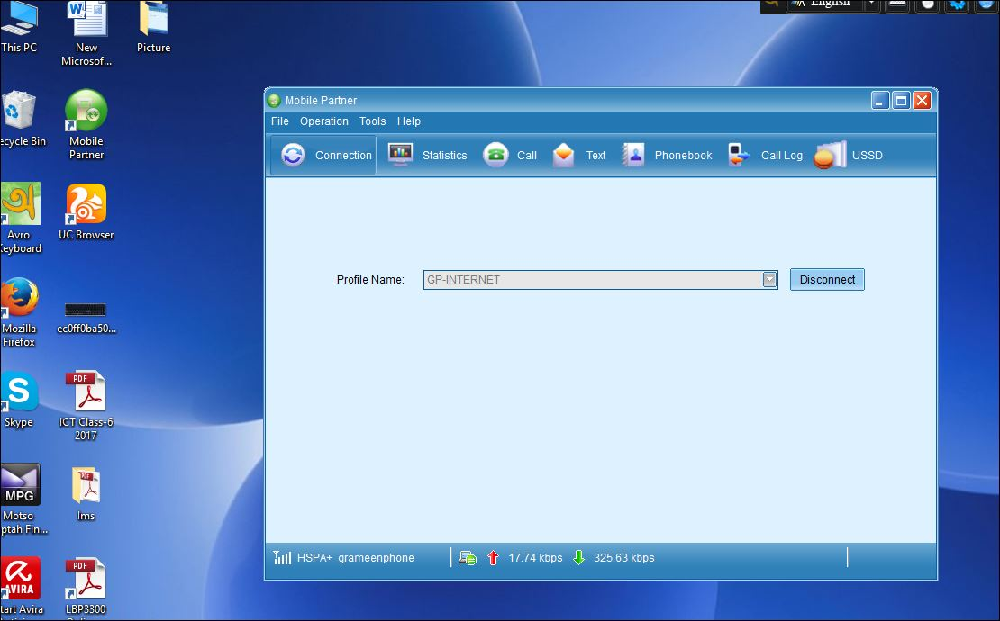 English
This PC
New
Microsof...
Picture
ecycle Bin
Mobile
Partner
অ
Avro
Keyboard
UC Browser
Mozilla
Firefox
ec0ff0ba50...
S
Skype
PDF
ICT Class-6
2017
MPG
Motso
ptah Fin...
PDF
lms
AVIRA
tart Avira
PDF
LBP3300
Mobile Partner
File Operation Tools Help
Connection Statistics Call Text Phonebook Call Log USSD
Profile Name: GP-INTERNET Disconnect
HSPA+ grameenphone 17.74 kbps 325.63 kbps